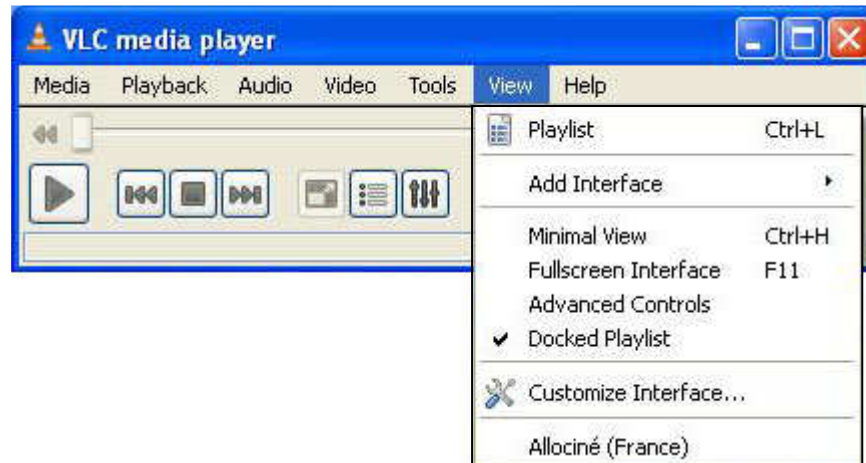 VLC media player
Media Playback Audio Video Tools View Help
Playlist Ctrl+L
Add Interface
Minimal View Ctrl+H
Fullscreen Interface F11
Advanced Controls
Docked Playlist
Customize Interface...
Allociné (France)